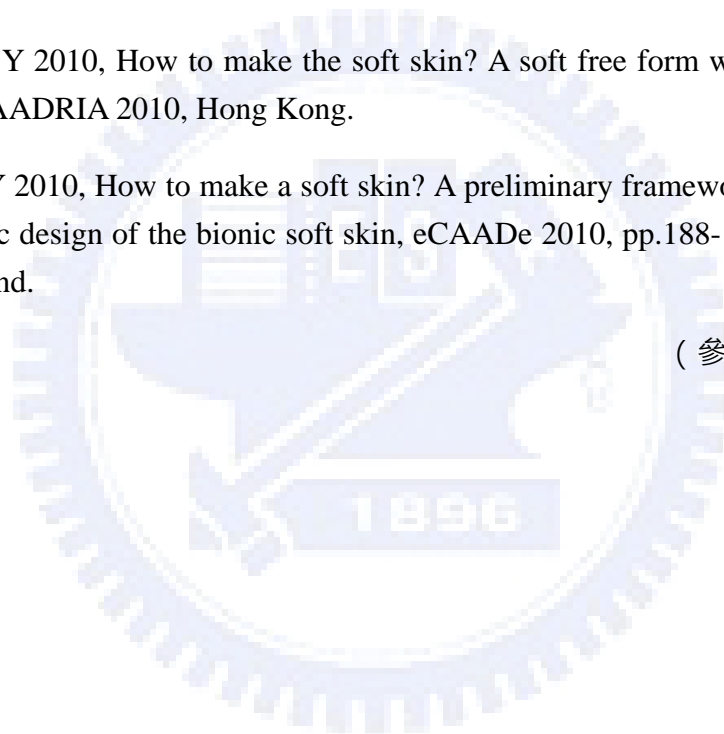 Y 2010, How to make the soft skin? A soft free form w
AADRIA 2010, Hong Kong.
Y 2010, How to make a soft skin? A preliminary framewo
c design of the bionic soft skin, eCAADe 2010, pp.188-
nd.
(參
1896